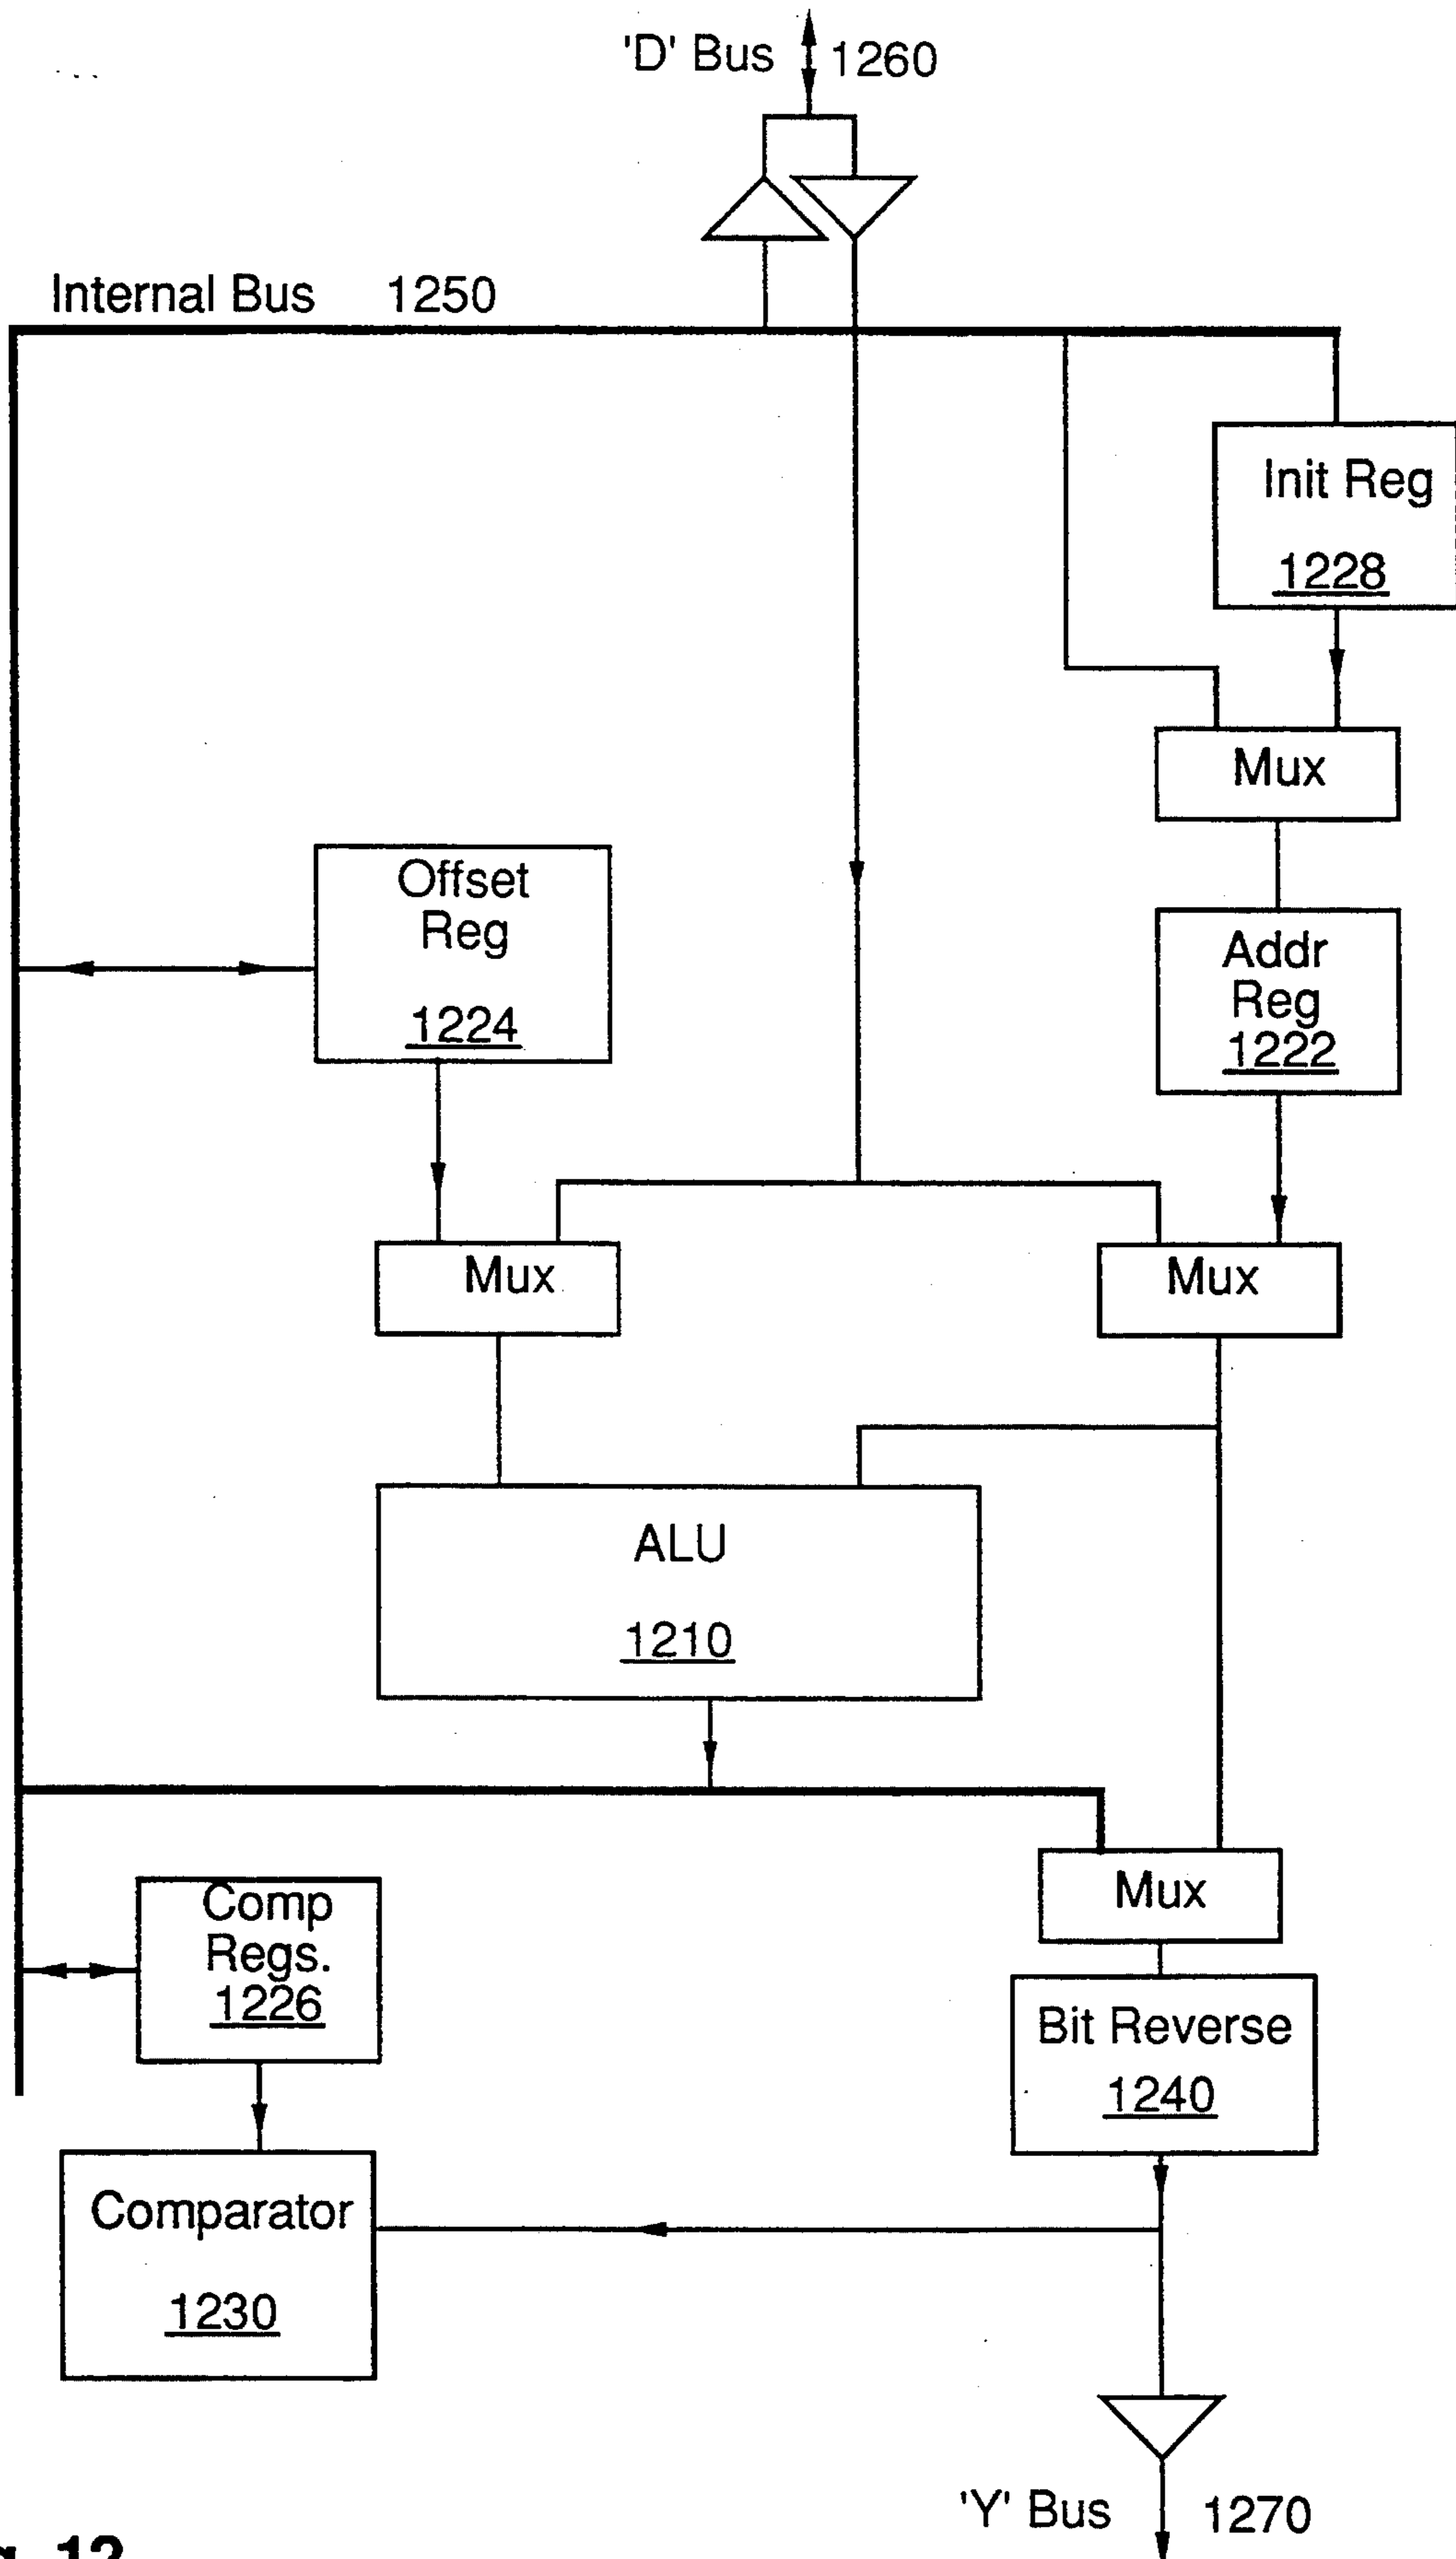 'D' Bus 1260
Internal Bus 1250
Init Reg
1228
Mux
Offset
Reg
1224
Addr
Reg
1222
Mux
Mux
ALU
1210
Comp
Regs.
1226
Mux
Bit Reverse
1240
Comparator
1230
'Y' Bus 1270
12